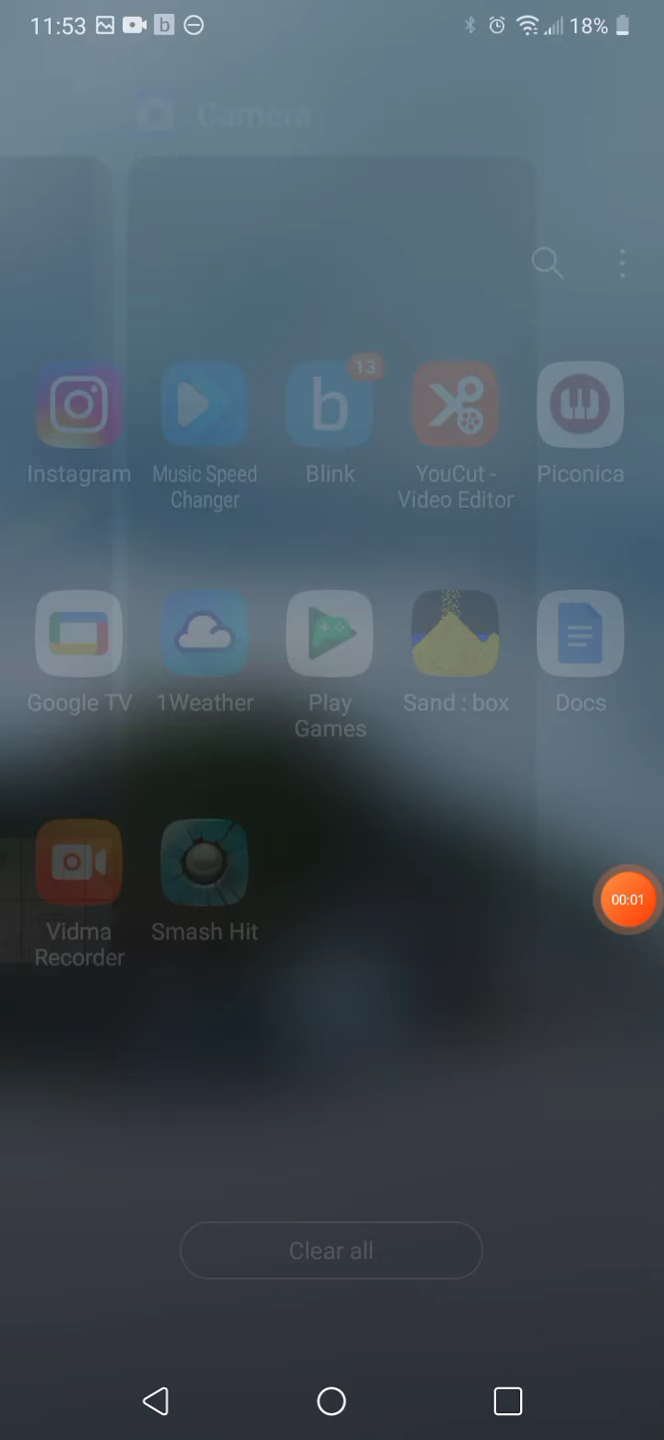 11:53 b 18%
Camera
13
b
Instagram Music Speed Changer Blink YouCut - Video Editor Piconica
Google TV 1Weather Play Games Sand : box Docs
00:01
Vidma Recorder Smash Hit
Clear all